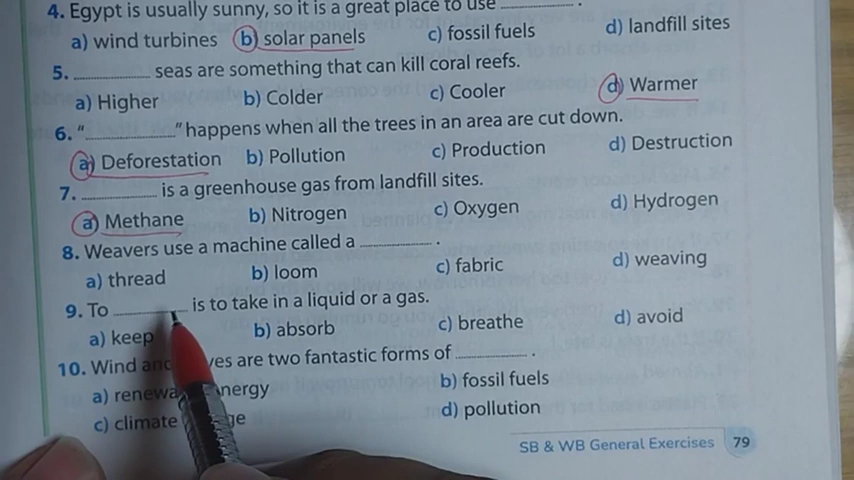 4. Egypt is usually sunny, so it is a great place to use ............... .
a) wind turbines b) solar panels c) fossil fuels d) landfill sites
5. ............... seas are something that can kill coral reefs.
a) Higher b) Colder c) Cooler d) Warmer
6. "..............." happens when all the trees in an area are cut down.
a) Deforestation b) Pollution c) Production d) Destruction
7. ............... is a greenhouse gas from landfill sites.
a) Methane b) Nitrogen c) Oxygen d) Hydrogen
8. Weavers use a machine called a ............... .
a) thread b) loom c) fabric d) weaving
9. To ............... is to take in a liquid or a gas.
a) keep b) absorb c) breathe d) avoid
10. Wind and are two fantastic forms of ............... .
a) b) fossil fuels
c) climate d) pollution
SB & WB General Exercises 79